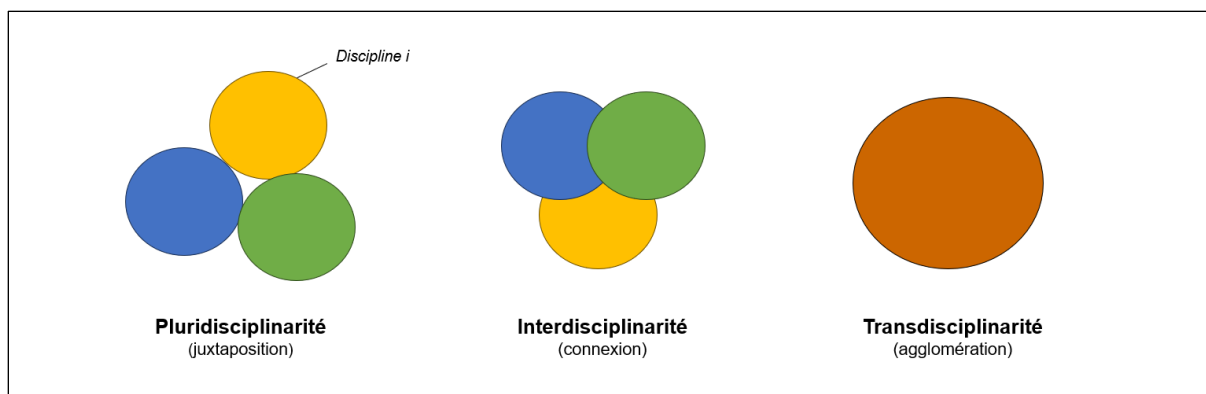 Discipline i
Pluridisciplinarité
(juxtaposition)
Interdisciplinarité
(connexion)
Transdisciplinarité
(agglomération)